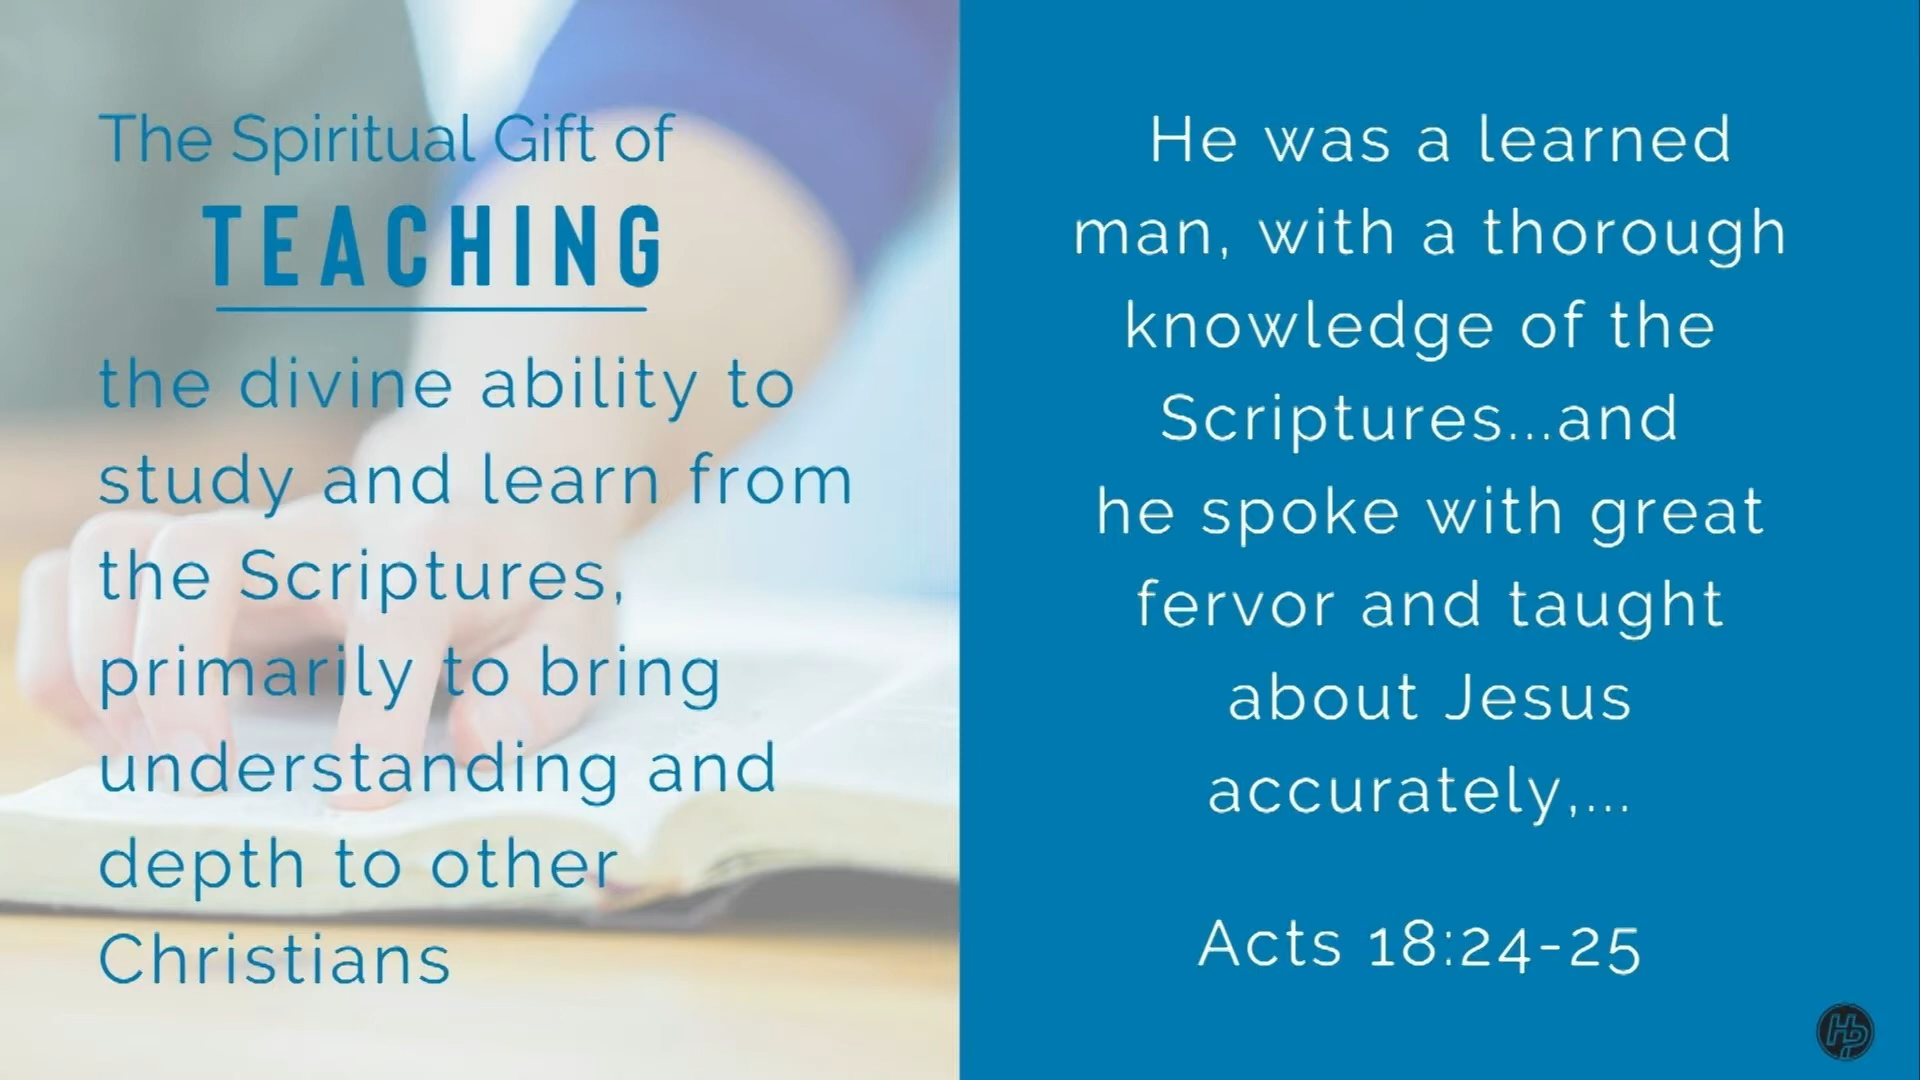 The Spiritual Gift of
TEACHING
the divine ability to
study and learn from
the Scriptures,
primarily to bring
understanding and
depth to other
Christians
He was a learned
man, with a thorough
knowledge of the
Scriptures...and
he spoke with great
fervor and taught
about Jesus
accurately,...
Acts 18:24-25